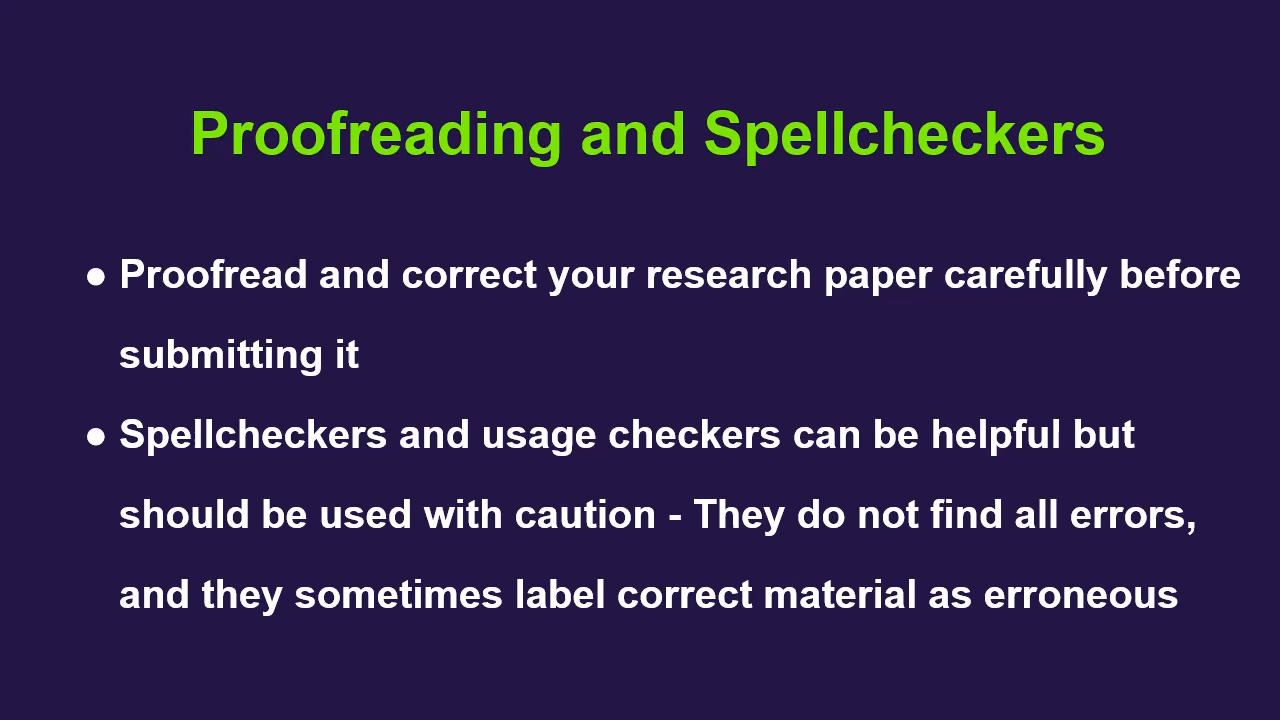 Proofreading and Spellcheckers
● Proofread and correct your research paper carefully before
submitting it
● Spellcheckers and usage checkers can be helpful but
should be used with caution - They do not find all errors,
and they sometimes label correct material as erroneous